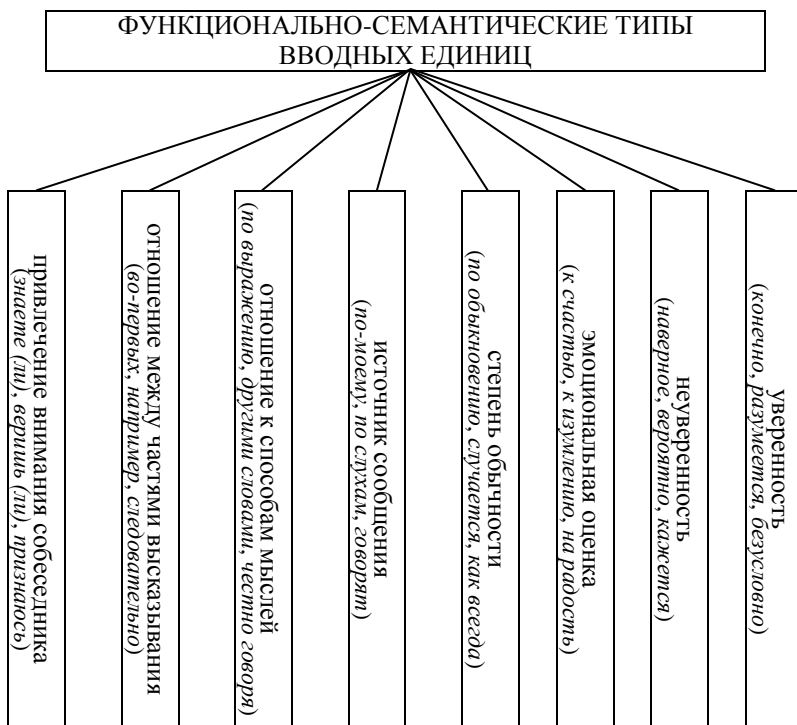 ФУНКЦИОНАЛЬНО-СЕМАНТИЧЕСКИЕ ТИПЫ
ВВОДНЫХ ЕДИНИЦ
привлечение внимания собеседника
(знаете (ли), веришь (ли), признаюсь)
отношение между частями высказывания
(во-первых, например, следовательно)
отношение к способам мыслей
(по выражению, другими словами, честно говоря)
источник сообщения
(по-моему, по слухам, говорят)
степень обычности
(по обыкновению, случается, как всегда)
эмоциональная оценка
(к счастью, к изумлению, на радость)
неуверенность
(наверное, вероятно, кажется)
уверенность
(конечно, разумеется, безусловно)